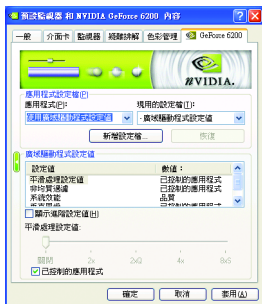 預設監視器 和 NVIDIA GeForce 6200 內容
一般 介面卡 監視器 疑難排解 色彩管理 GeForce 6200
NVIDIA.
應用程式設定檔(P)
應用程式(P): 現用的設定檔(T):
使用廣域驅動程式設定值 - 廣域驅動程式設定值
新增設定檔... 恢復
廣域驅動程式設定值
設定值 數值：
平滑處理設定值 已控制的應用程式
非均質過濾 已控制的應用程式
系統效能 品質
顯示進階設定值(H)
平滑處理設定值:
關閉 2x 2xQ 4x 8xS
已控制的應用程式
確定 取消 套用(A)